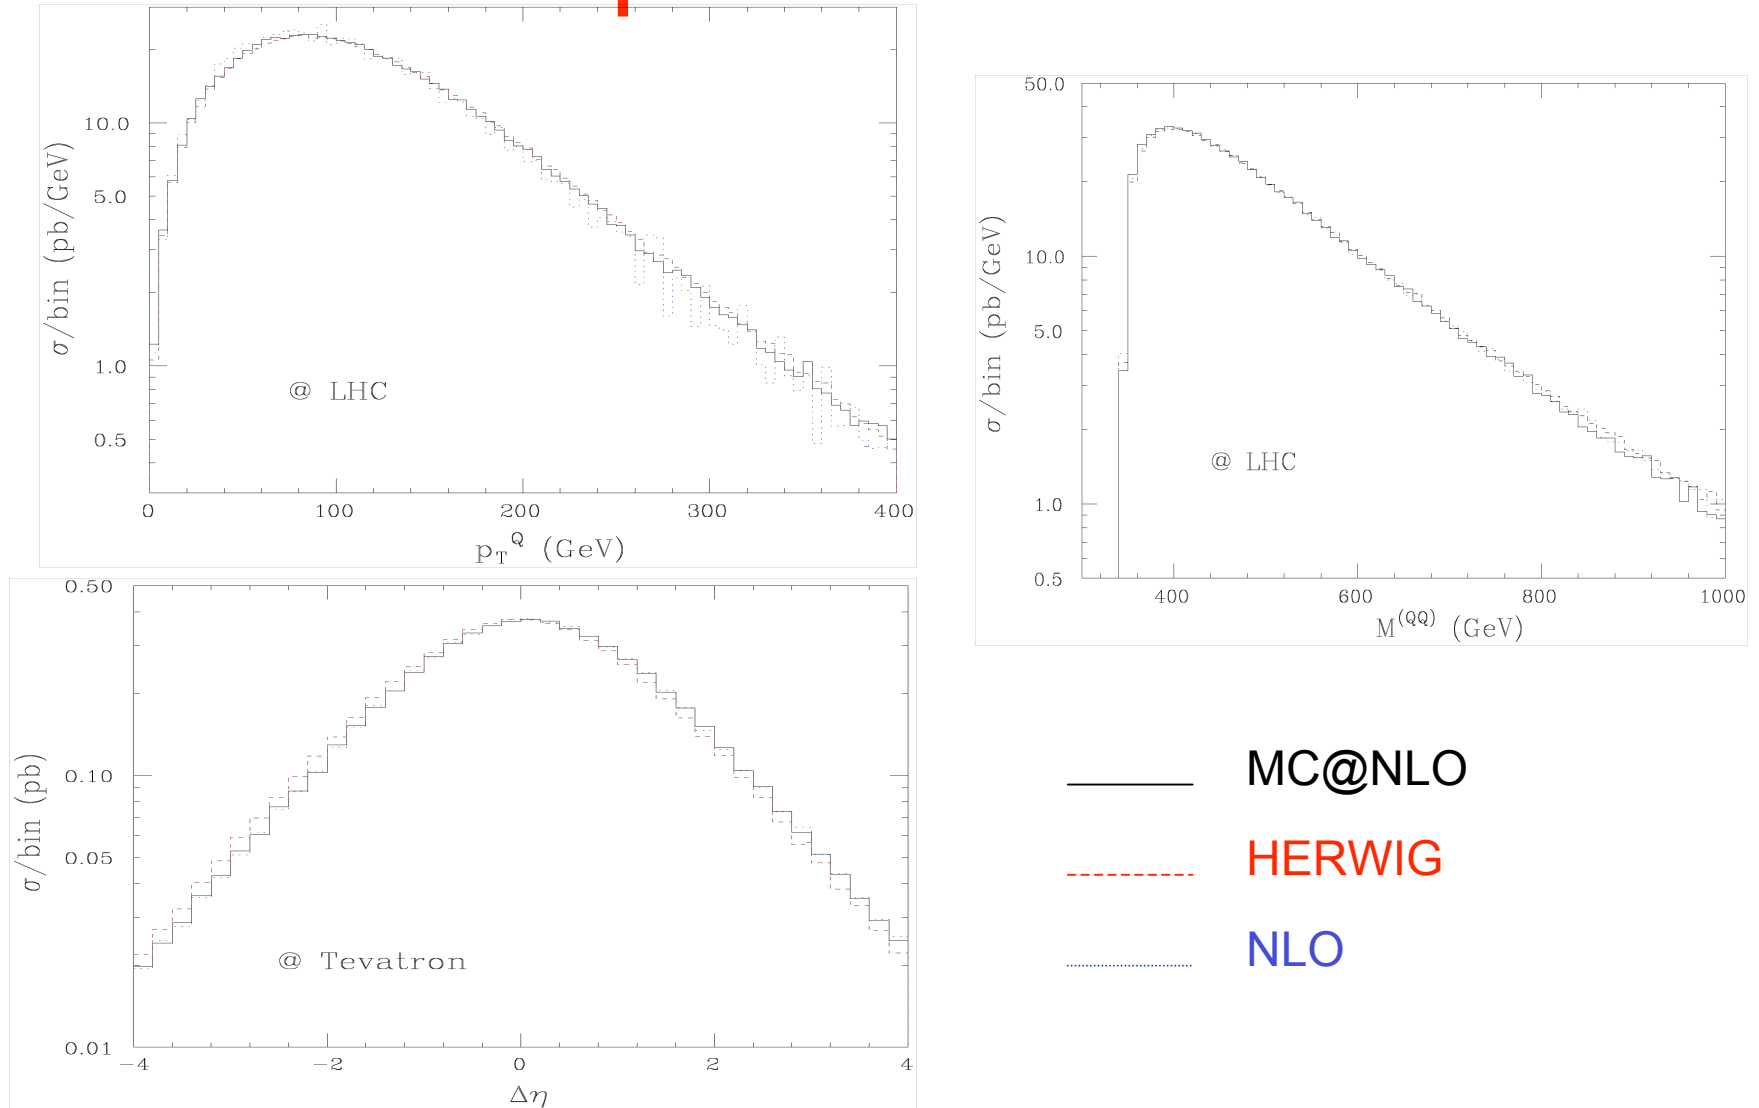 σ/bin (pb/GeV)
10.0
5.0
1.0
0.5
@ LHC
0 100 200 300 400
p_T^Q (GeV)
σ/bin (pb/GeV)
50.0
10.0
5.0
1.0
0.5
@ LHC
400 600 800 1000
M^(QQ) (GeV)
σ/bin (pb)
0.50
0.10
0.05
0.01
@ Tevatron
−4 −2 0 2 4
Δη
MC@NLO
HERWIG
NLO